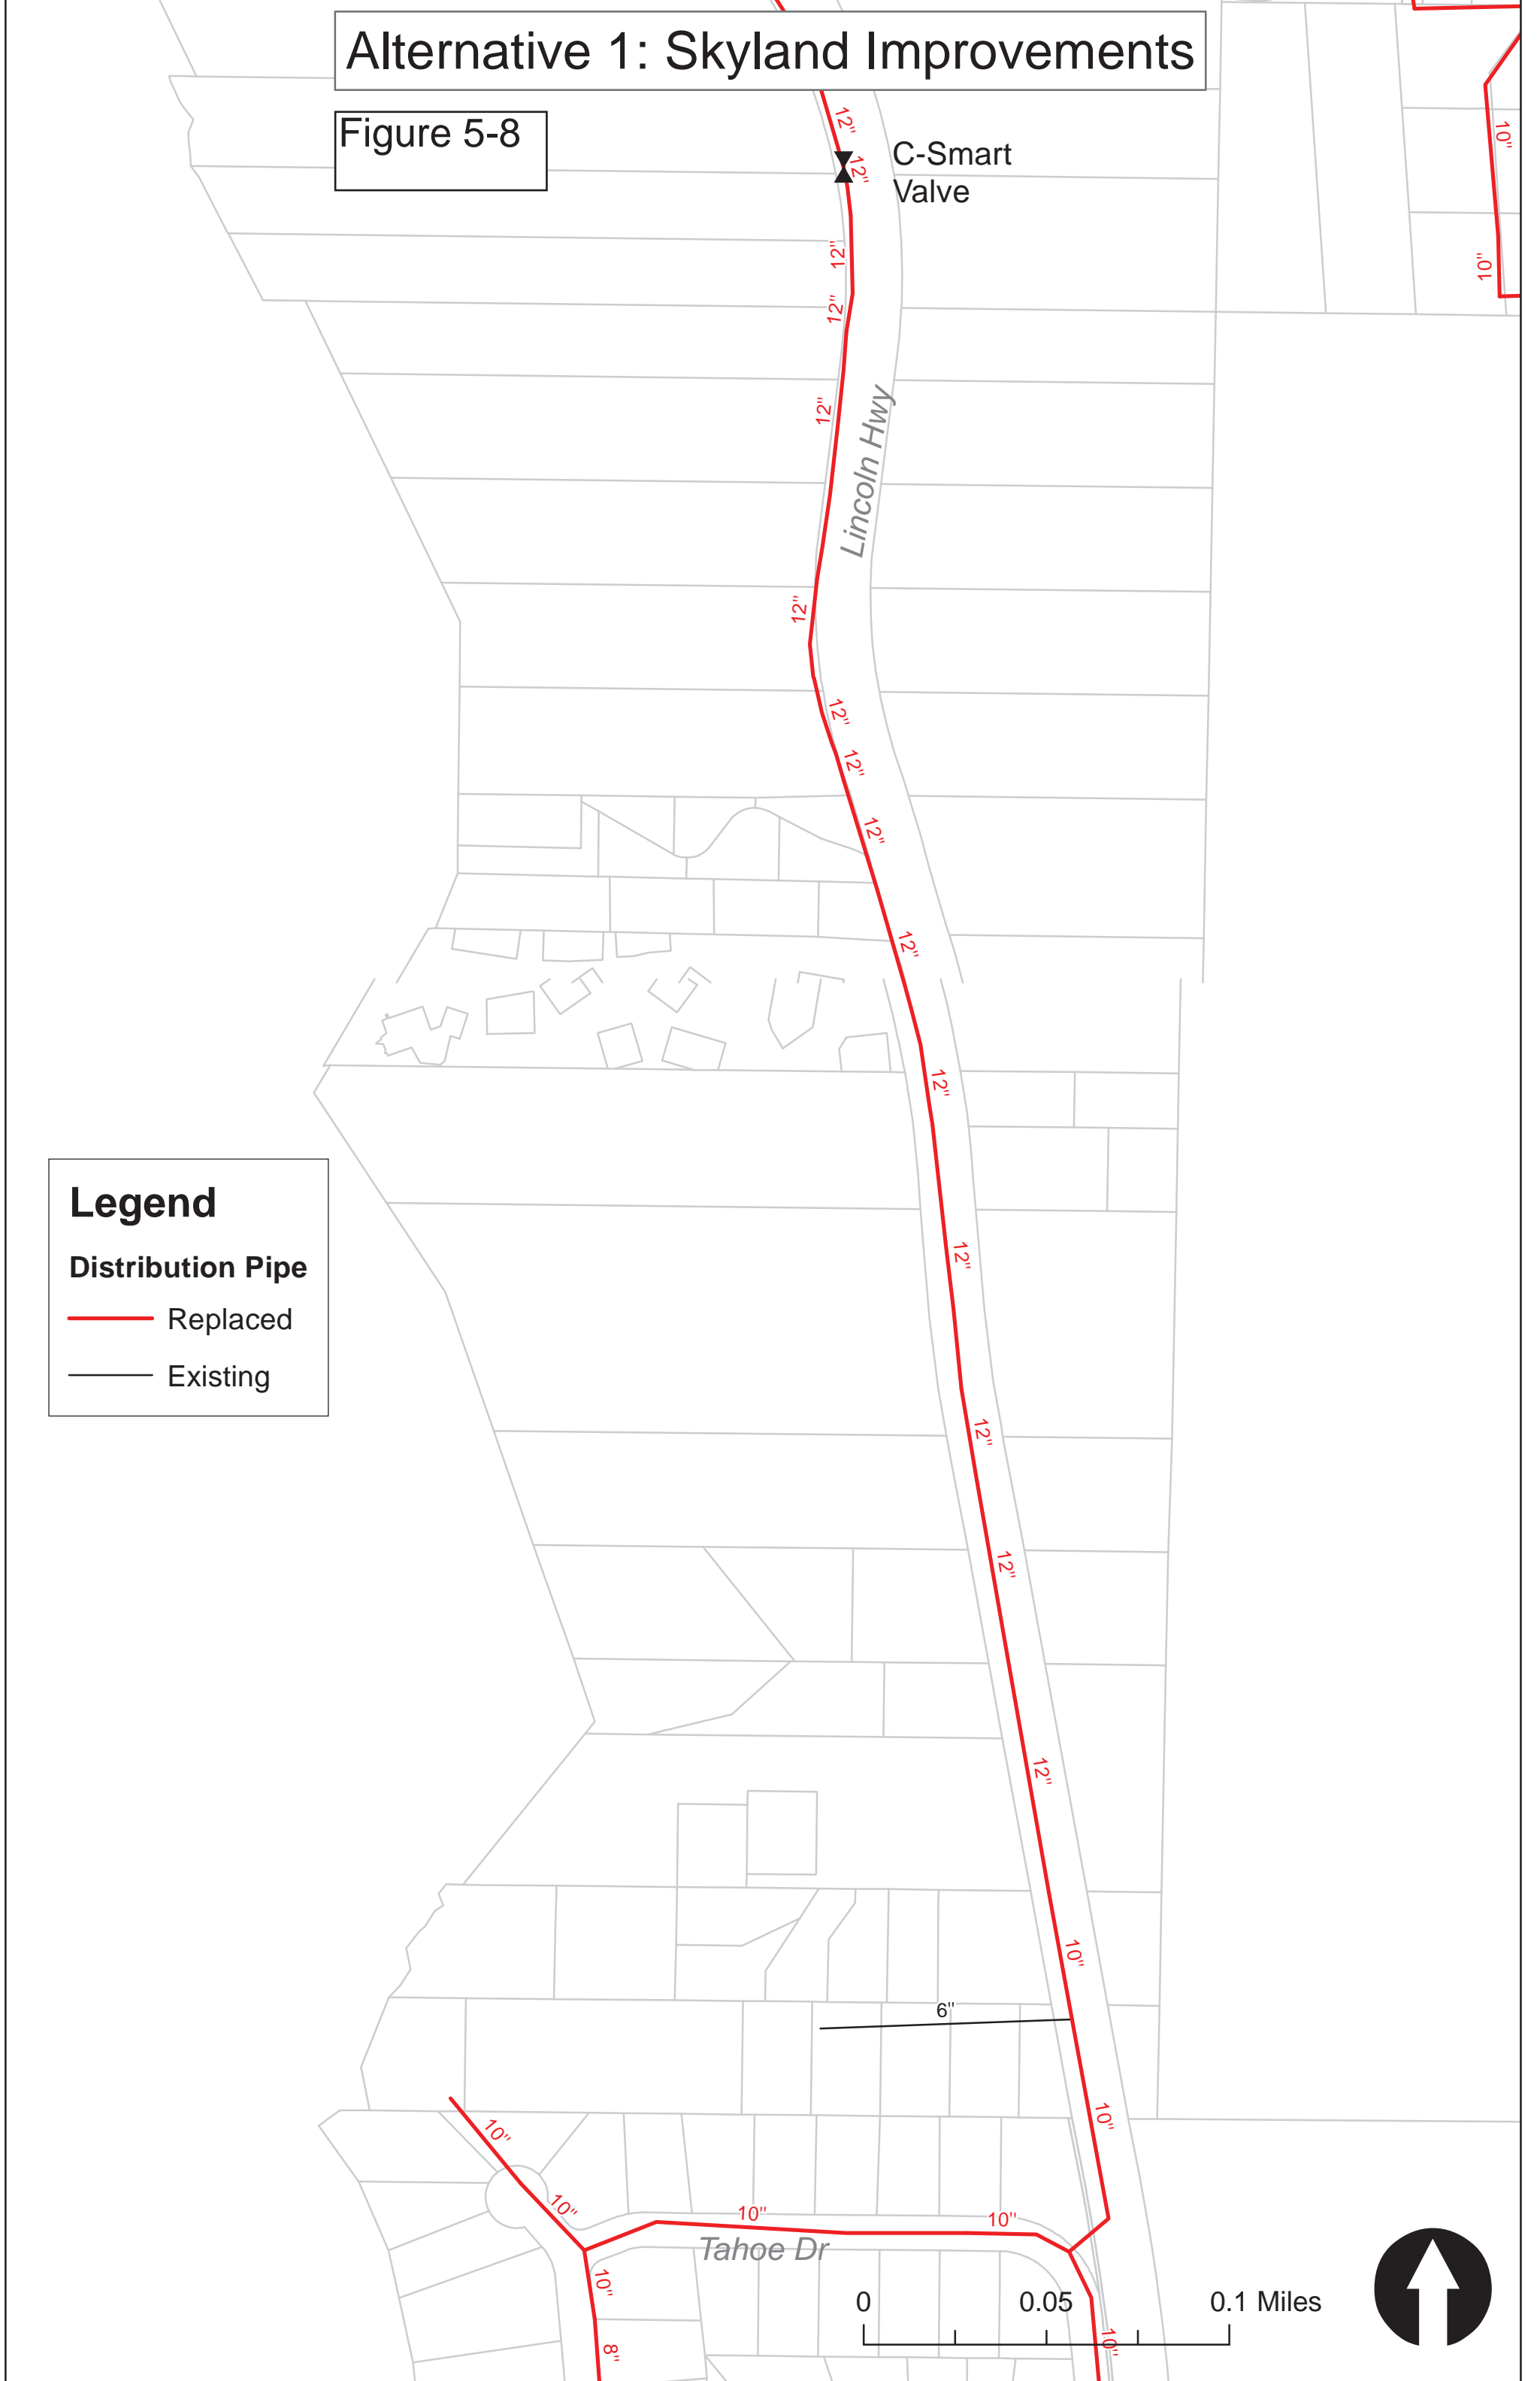 Alternative 1: Skyland Improvements
Figure 5-8
12"
12"
C-Smart
Valve
10"
12"
10"
12"
12"
Lincoln Hwy
12"
12"
12"
12"
12"
12"
Legend
Distribution Pipe
Replaced
Existing
12"
12"
12"
12"
10"
6"
10"
10"
10"
10"
10"
Tahoe Dr
10"
8"
10"
0
0.05
0.1 Miles